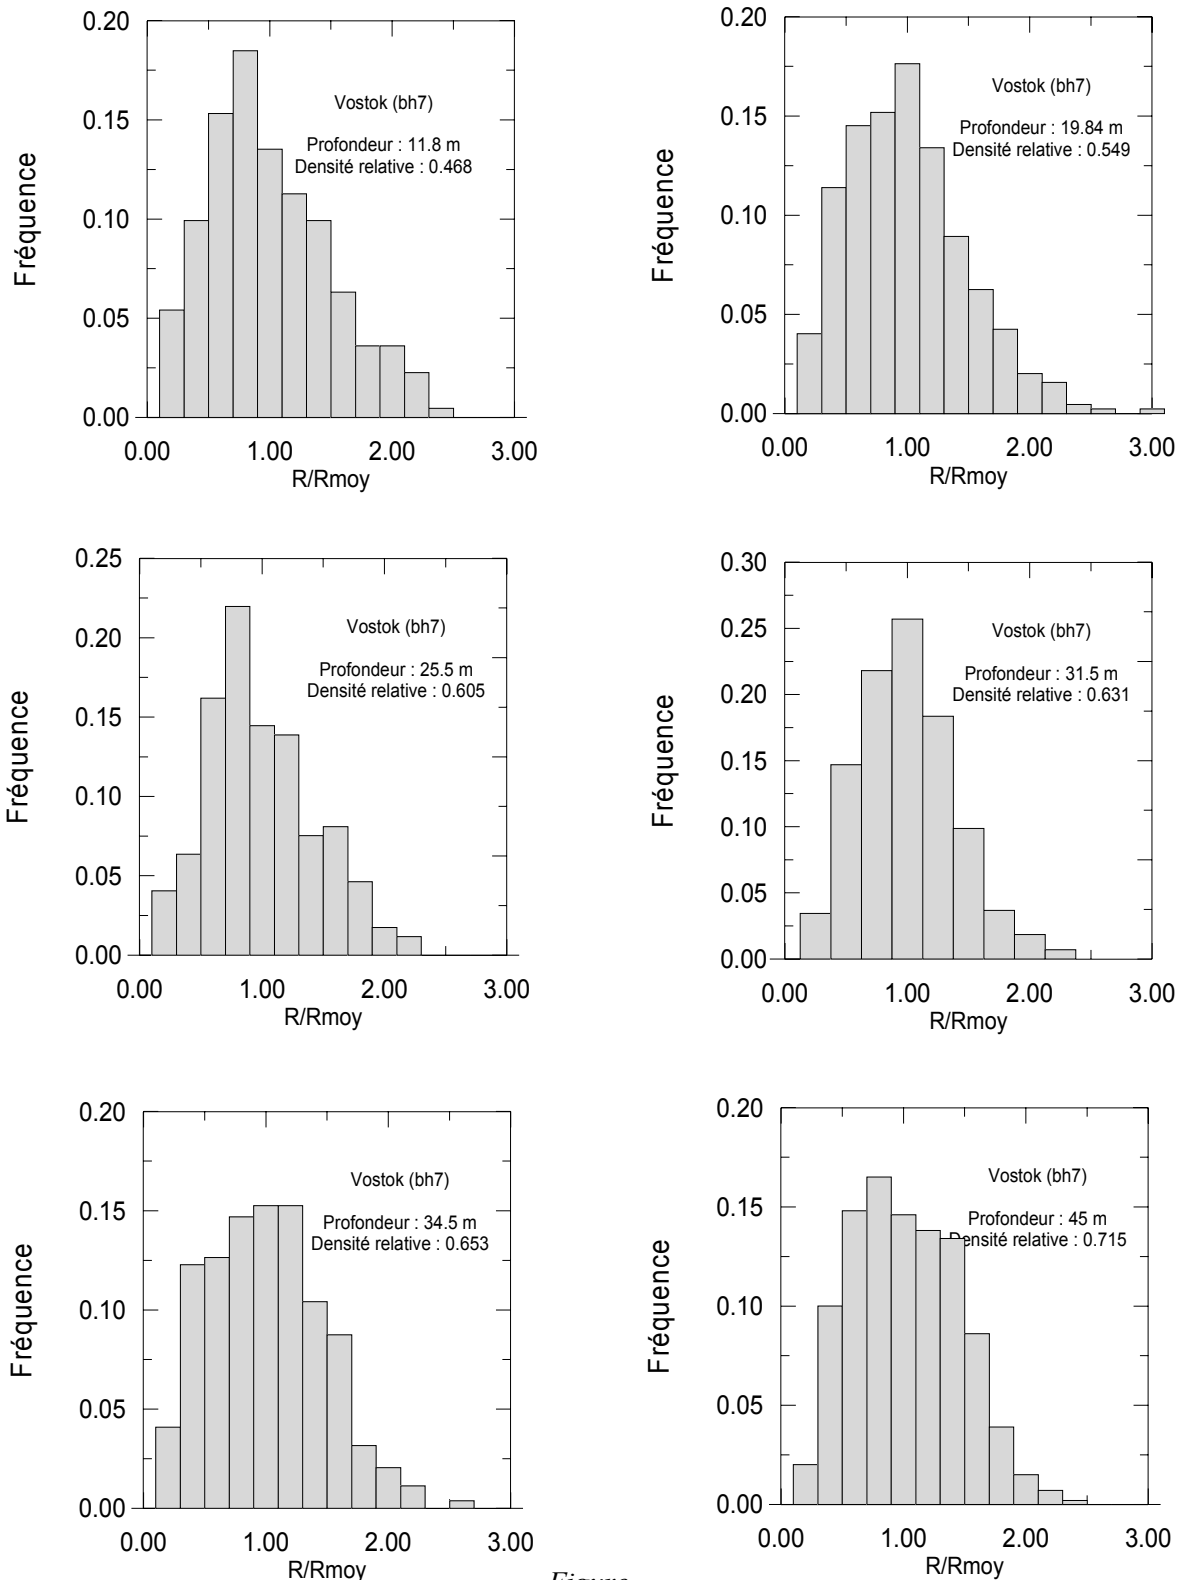 0.20
0.15
0.10
0.05
0.00
Fréquence
Vostok (bh7)
Profondeur : 11.8 m
Densité relative : 0.468
0.00 1.00 2.00 3.00
R/Rmoy
0.20
0.15
0.10
0.05
0.00
Fréquence
Vostok (bh7)
Profondeur : 19.84 m
Densité relative : 0.549
0.00 1.00 2.00 3.00
R/Rmoy
0.25
0.20
0.15
0.10
0.05
0.00
Fréquence
Vostok (bh7)
Profondeur : 25.5 m
Densité relative : 0.605
0.00 1.00 2.00 3.00
R/Rmoy
0.30
0.25
0.20
0.15
0.10
0.05
0.00
Fréquence
Vostok (bh7)
Profondeur : 31.5 m
Densité relative : 0.631
0.00 1.00 2.00 3.00
R/Rmoy
0.20
0.15
0.10
0.05
0.00
Fréquence
Vostok (bh7)
Profondeur : 34.5 m
Densité relative : 0.653
0.00 1.00 2.00 3.00
R/Rmoy
0.20
0.15
0.10
0.05
0.00
Fréquence
Vostok (bh7)
Profondeur : 45 m
Densité relative : 0.715
0.00 1.00 2.00 3.00
R/Rmoy
Figure